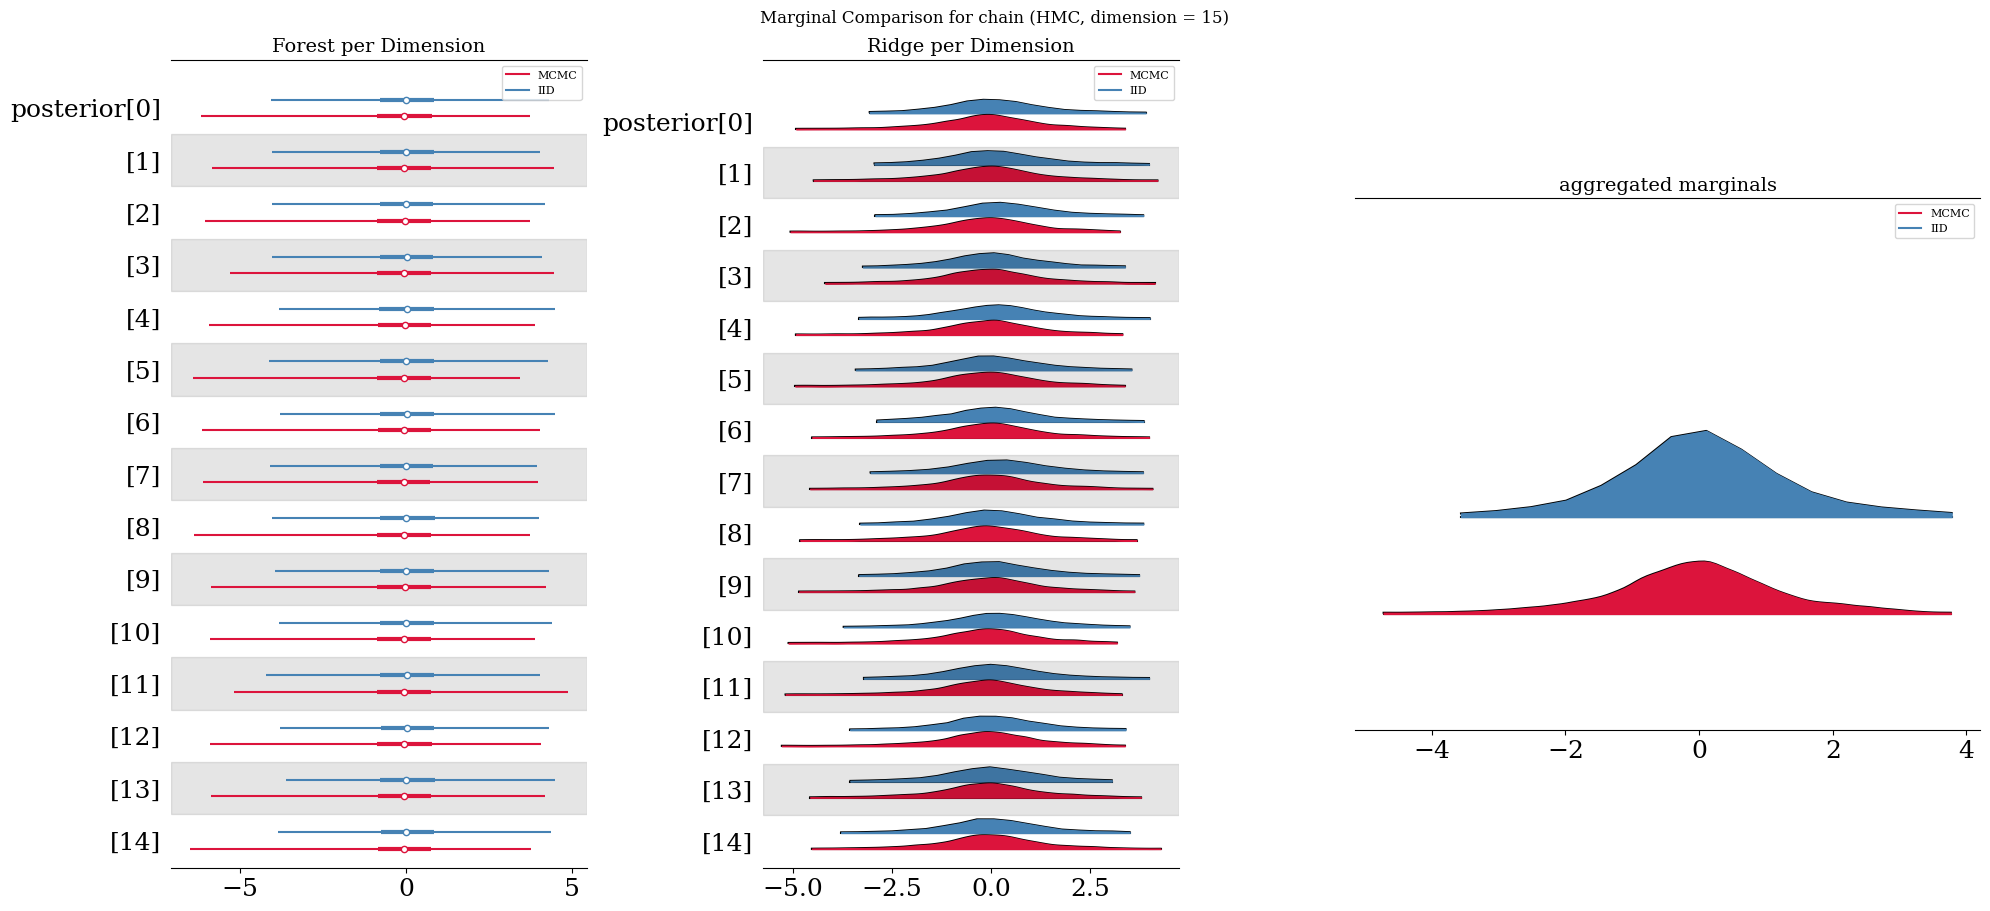 Marginal Comparison for chain (HMC, dimension = 15)
Forest per Dimension
MCMC
IID
posterior[0]
[1]
[2]
[3]
[4]
[5]
[6]
[7]
[8]
[9]
[10]
[11]
[12]
[13]
[14]
−5 0 5
Ridge per Dimension
MCMC
IID
posterior[0]
[1]
[2]
[3]
[4]
[5]
[6]
[7]
[8]
[9]
[10]
[11]
[12]
[13]
[14]
−5.0 −2.5 0.0 2.5
aggregated marginals
MCMC
IID
−4 −2 0 2 4